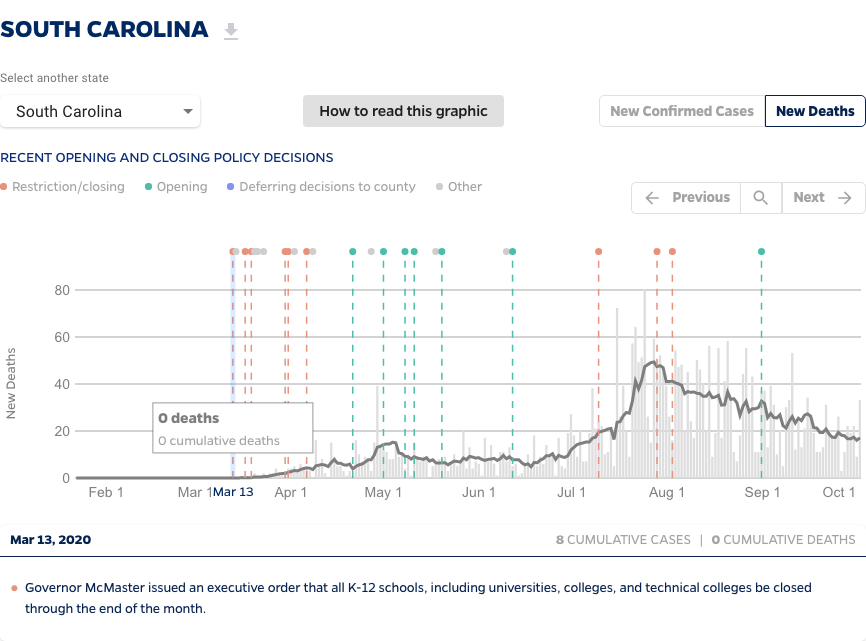 SOUTH CAROLINA
Select another state
South Carolina
How to read this graphic
New Confirmed Cases
New Deaths
RECENT OPENING AND CLOSING POLICY DECISIONS
Restriction/closing
Opening
Deferring decisions to county
Other
Previous
Next
80
60
40
20
0
New Deaths
0 deaths
0 cumulative deaths
Feb 1
Mar 1
Mar 13
Apr 1
May 1
Jun 1
Jul 1
Aug 1
Sep 1
Oct 1
Mar 13, 2020
8 CUMULATIVE CASES | 0 CUMULATIVE DEATHS
Governor McMaster issued an executive order that all K-12 schools, including universities, colleges, and technical colleges be closed
through the end of the month.